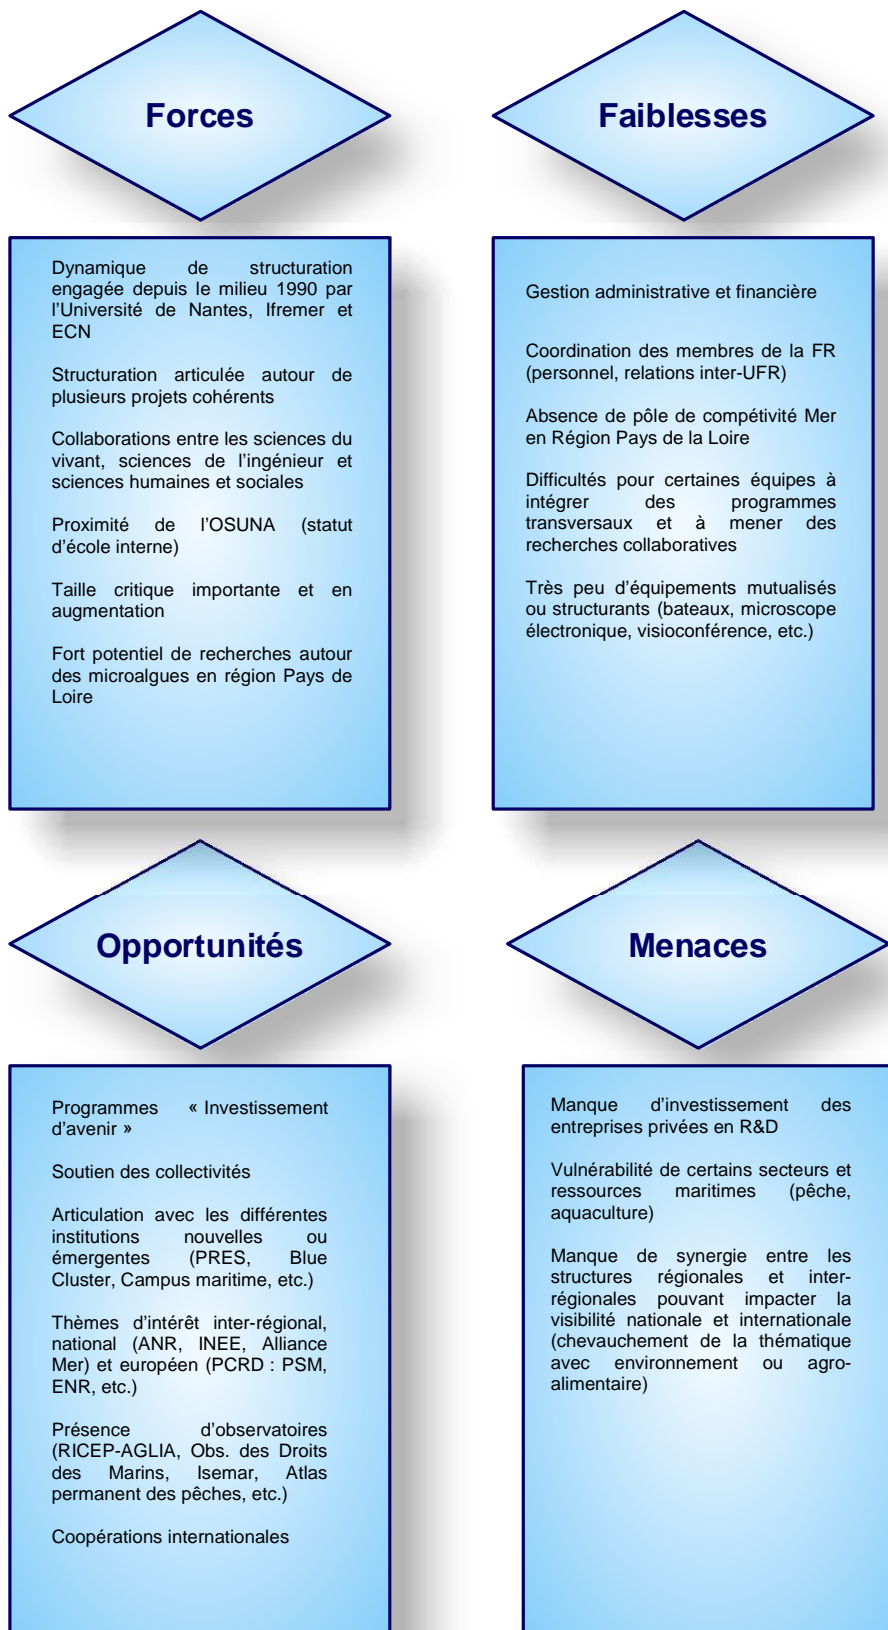 Forces
Dynamique de structuration
engagée depuis le milieu 1990 par
l'Université de Nantes, Ifremer et
ECN
Structuration articulée autour de
plusieurs projets cohérents
Collaborations entre les sciences du
vivant, sciences de l'ingénieur et
sciences humaines et sociales
Proximité de l'OSUNA (statut
d'école interne)
Taille critique importante et en
augmentation
Fort potentiel de recherches autour
des microalgues en région Pays de
Loire
Faiblesses
Gestion administrative et financière
Coordination des membres de la FR
(personnel, relations inter-UFR)
Absence de pôle de compétivité Mer
en Région Pays de la Loire
Difficultés pour certaines équipes à
intégrer des programmes
transversaux et à mener des
recherches collaboratives
Très peu d'équipements mutualisés
ou structurants (bateaux, microscope
électronique, visioconférence, etc.)
Opportunités
Programmes « Investissement
d'avenir »
Soutien des collectivités
Articulation avec les différentes
institutions nouvelles ou
émergentes (PRES, Blue
Cluster, Campus maritime, etc.)
Thèmes d'intérêt inter-régional,
national (ANR, INEE, Alliance
Mer) et européen (PCRD : PSM,
ENR, etc.)
Présence d'observatoires
(RICEP-AGLIA, Obs. des Droits
des Marins, Isemar, Atlas
permanent des pêches, etc.)
Coopérations internationales
Menaces
Manque d'investissement des
entreprises privées en R&D
Vulnérabilité de certains secteurs et
ressources maritimes (pêche,
aquaculture)
Manque de synergie entre les
structures régionales et inter-
régionales pouvant impacter la
visibilité nationale et internationale
(chevauchement de la thématique
avec environnement ou agro-
alimentaire)